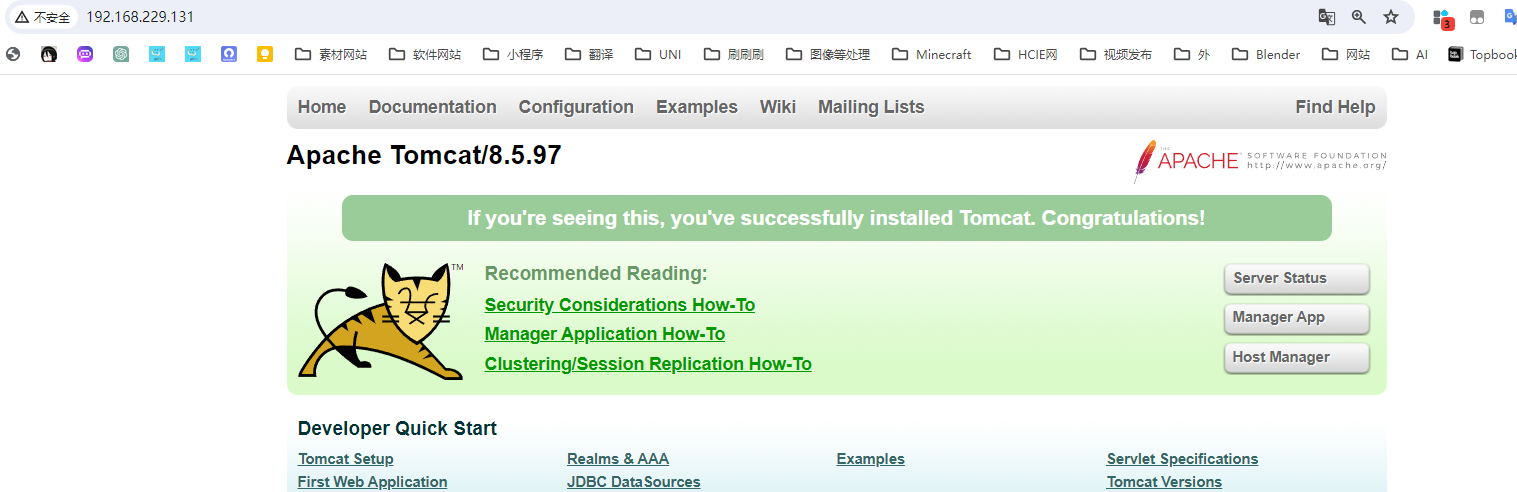 不安全 192.168.229.131
3
素材网站 软件网站 小程序 翻译 UNI 刷刷刷 图像等处理 Minecraft HCIE网 视频发布 外 Blender 网站 AI Topbook
Home Documentation Configuration Examples Wiki Mailing Lists Find Help
Apache Tomcat/8.5.97
THE APACHE SOFTWARE FOUNDATION
http://www.apache.org/
If you're seeing this, you've successfully installed Tomcat. Congratulations!
TM
Recommended Reading:
Security Considerations How-To
Manager Application How-To
Clustering/Session Replication How-To
Server Status
Manager App
Host Manager
Developer Quick Start
Tomcat Setup Realms & AAA Examples Servlet Specifications
First Web Application JDBC DataSources Tomcat Versions